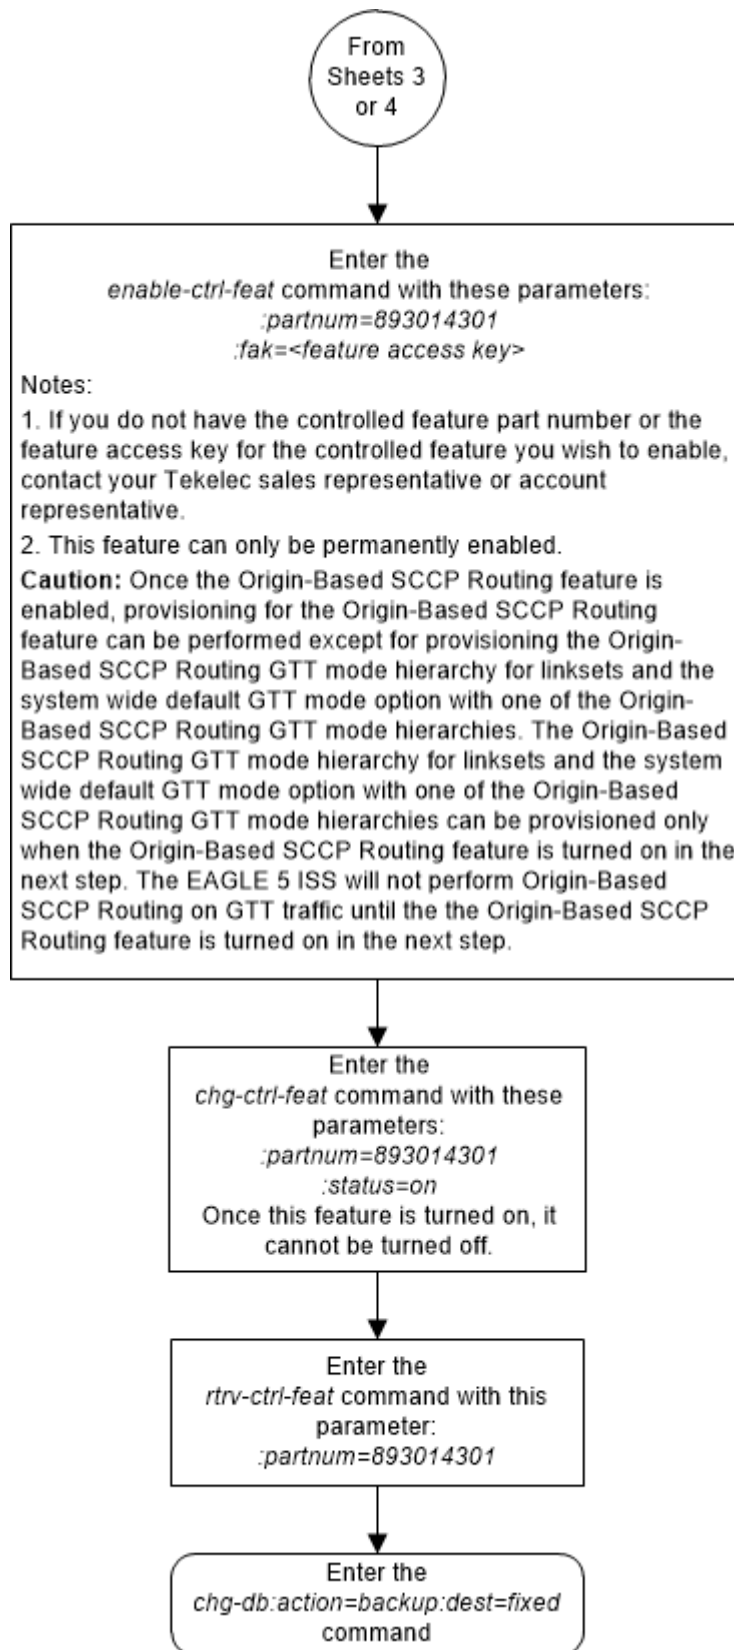 From
Sheets 3
or 4
Enter the
enable-ctrl-feat command with these parameters:
:partnum=893014301
:fak=<feature access key>
Notes:
1. If you do not have the controlled feature part number or the
feature access key for the controlled feature you wish to enable,
contact your Tekelec sales representative or account
representative.
2. This feature can only be permanently enabled.
Caution: Once the Origin-Based SCCP Routing feature is
enabled, provisioning for the Origin-Based SCCP Routing
feature can be performed except for provisioning the Origin-
Based SCCP Routing GTT mode hierarchy for linksets and the
system wide default GTT mode option with one of the Origin-
Based SCCP Routing GTT mode hierarchies. The Origin-Based
SCCP Routing GTT mode hierarchy for linksets and the system
wide default GTT mode option with one of the Origin-Based
SCCP Routing GTT mode hierarchies can be provisioned only
when the Origin-Based SCCP Routing feature is turned on in the
next step. The EAGLE 5 ISS will not perform Origin-Based
SCCP Routing on GTT traffic until the the Origin-Based SCCP
Routing feature is turned on in the next step.
Enter the
chg-ctrl-feat command with these
parameters:
:partnum=893014301
:status=on
Once this feature is turned on, it
cannot be turned off.
Enter the
rtrv-ctrl-feat command with this
parameter:
:partnum=893014301
Enter the
chg-db:action=backup:dest=fixed
command